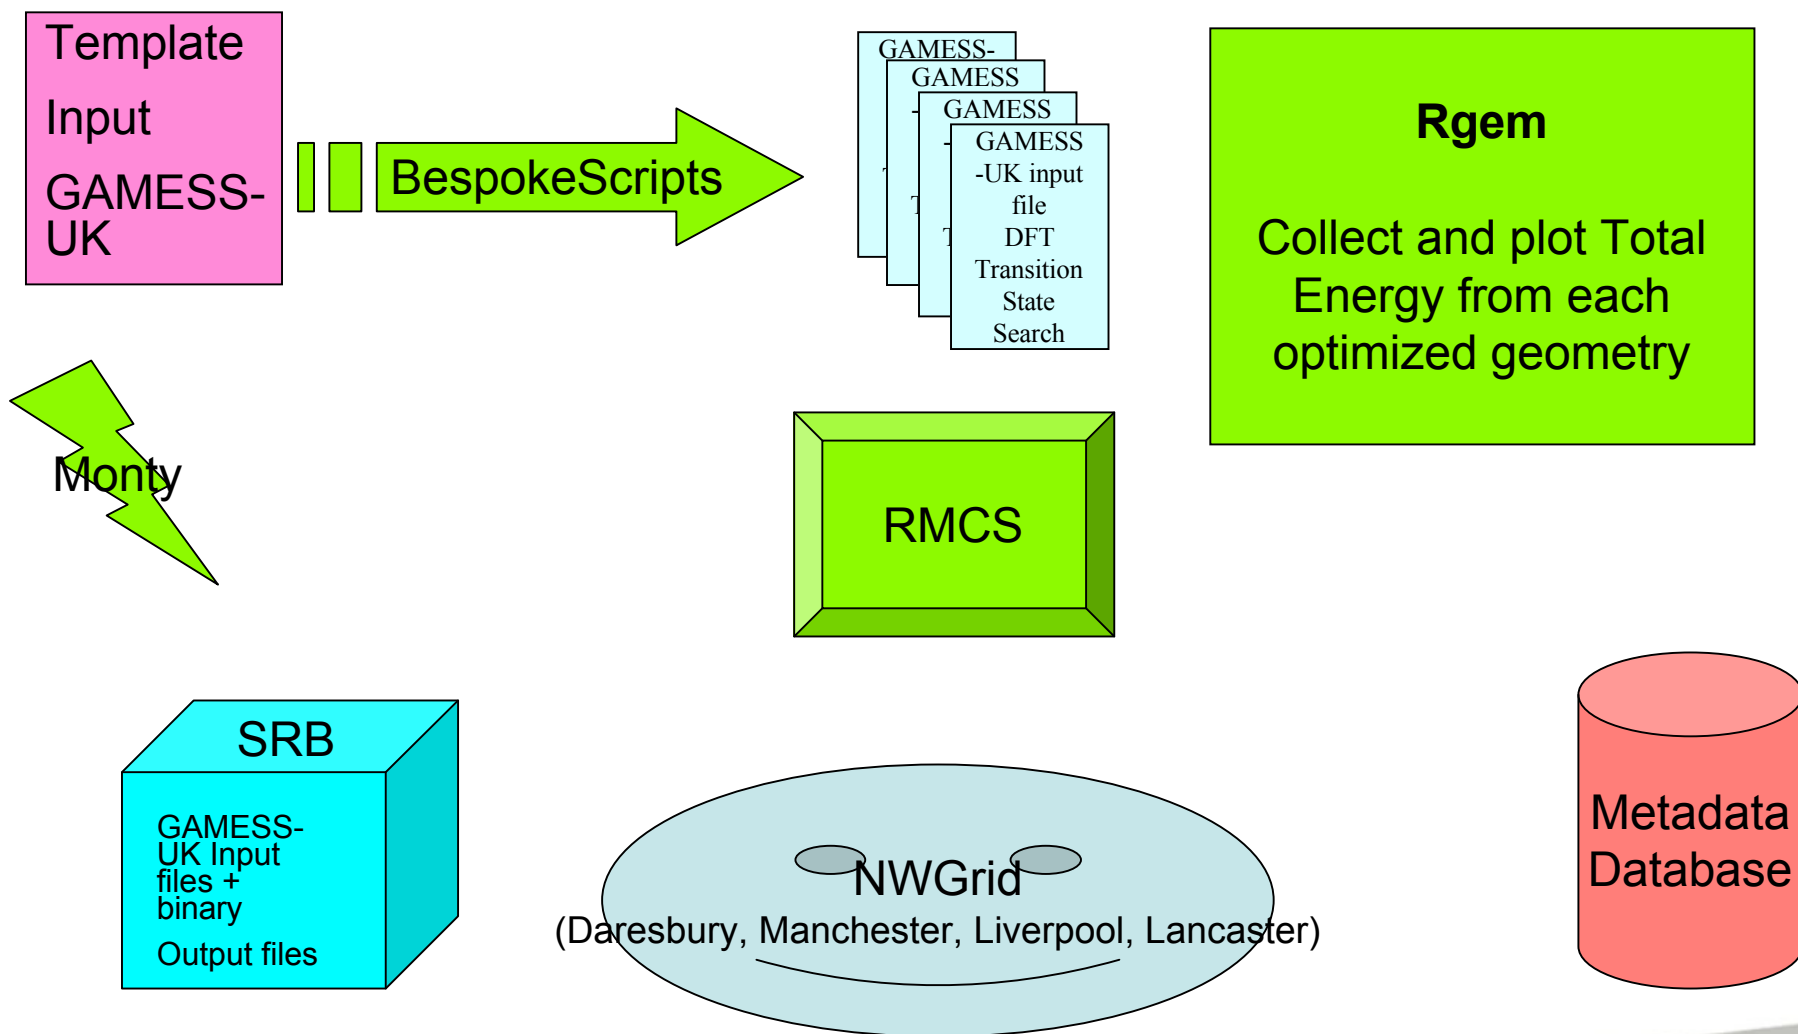 Template
Input
GAMESS-
UK
BespokeScripts
GAMESS-
T
GAMESS
-
T
GAMESS
-
T
GAMESS
-UK input
file
DFT
Transition
State
Search
Rgem
Collect and plot Total
Energy from each
optimized geometry
Monty
RMCS
SRB
GAMESS-
UK Input
files +
binary
Output files
NWGrid
(Daresbury, Manchester, Liverpool, Lancaster)
Metadata
Database